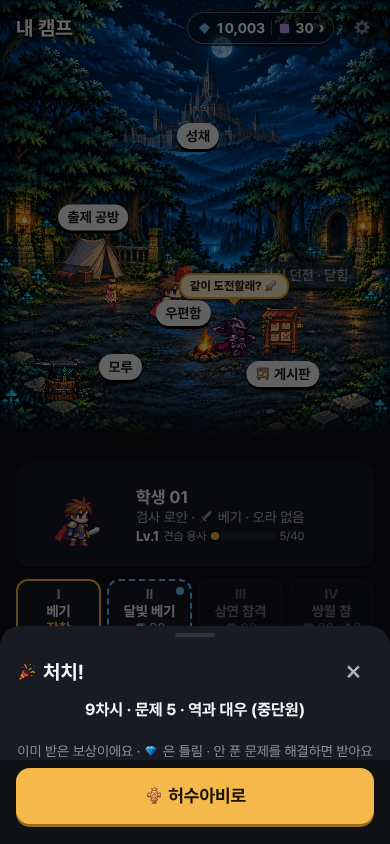 내 캠프
10,003 30 ›
성채
출제 공방
던전 · 닫힘
같이 도전할래?
우편함
모루
게시판
학생 01
검사 로안 · 베기 · 오라 없음
Lv.1 견습 용사 5/40
I II III IV
베기 달빛 베기 삼연 참격 쌍월 참
처치!
9차시 · 문제 5 · 역과 대우 (중단원)
이미 받은 보상이에요 · 💎 은 틀림 · 안 푼 문제를 해결하면 받아요
허수아비로